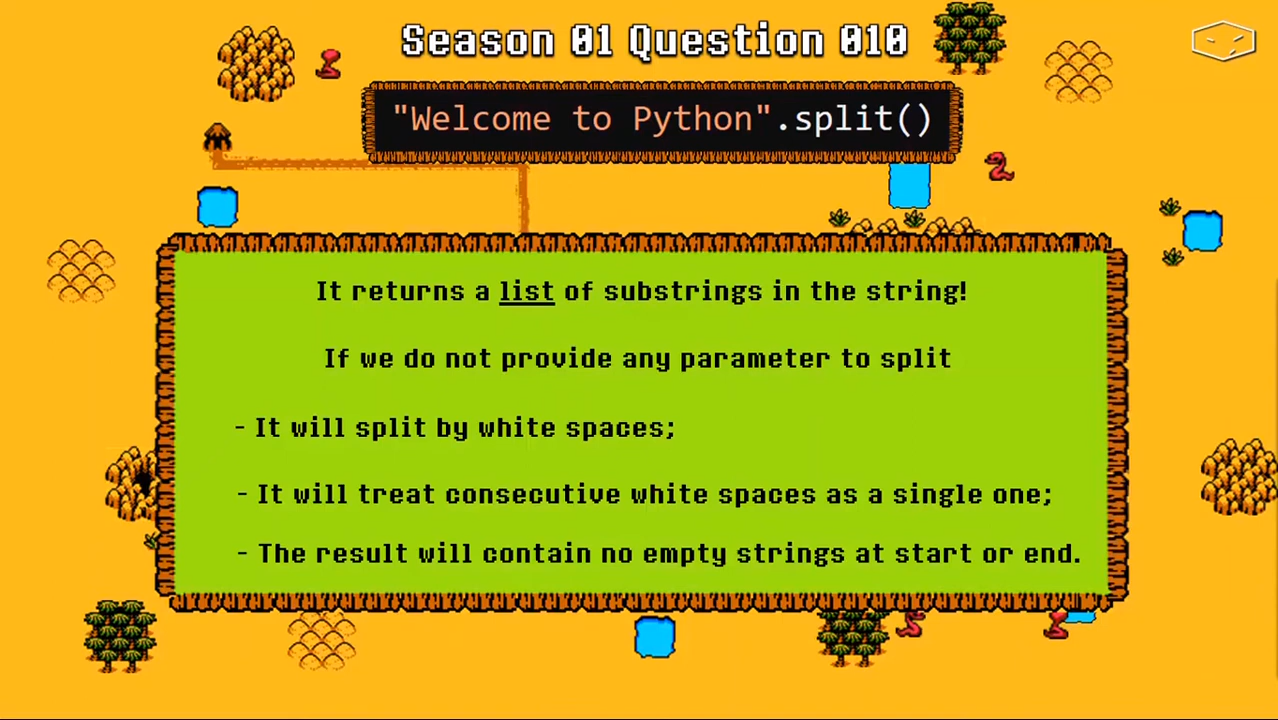 Season 01 Question 010
"Welcome to Python".split()
It returns a list of substrings in the string!
If we do not provide any parameter to split
- It will split by white spaces;
- It will treat consecutive white spaces as a single one;
- The result will contain no empty strings at start or end.